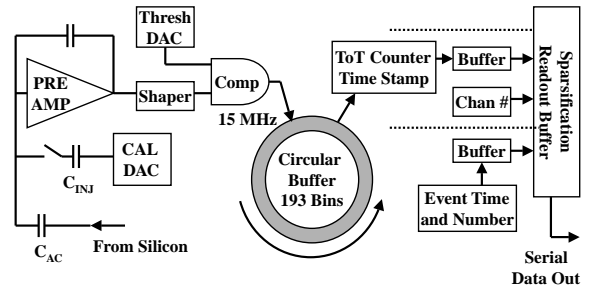 Thresh
DAC
PRE
AMP
Shaper
Comp
15 MHz
CAL
DAC
C_INJ
C_AC
From Silicon
Circular
Buffer
193 Bins
ToT Counter
Time Stamp
Buffer
Chan #
Buffer
Event Time
and Number
Sparsification
Readout Buffer
Serial
Data Out